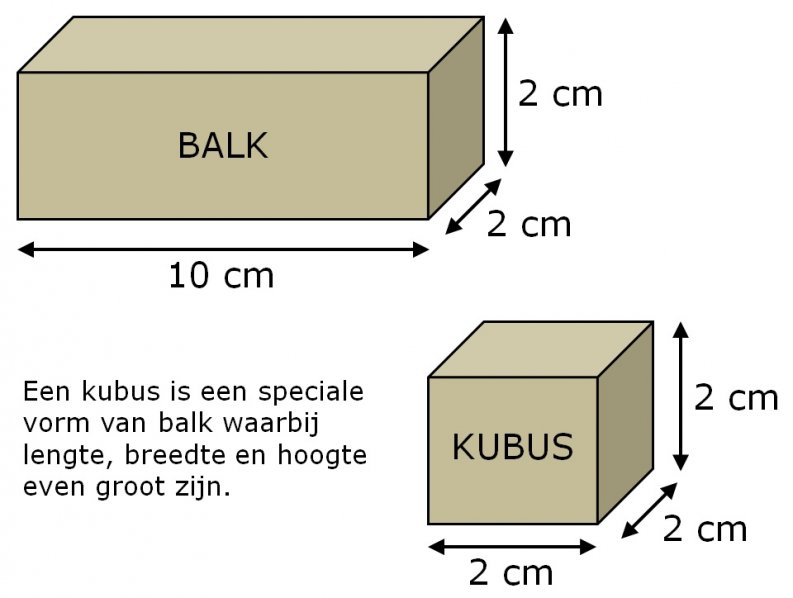 BALK
2 cm
2 cm
10 cm
Een kubus is een speciale
vorm van balk waarbij
lengte, breedte en hoogte
even groot zijn.
KUBUS
2 cm
2 cm
2 cm